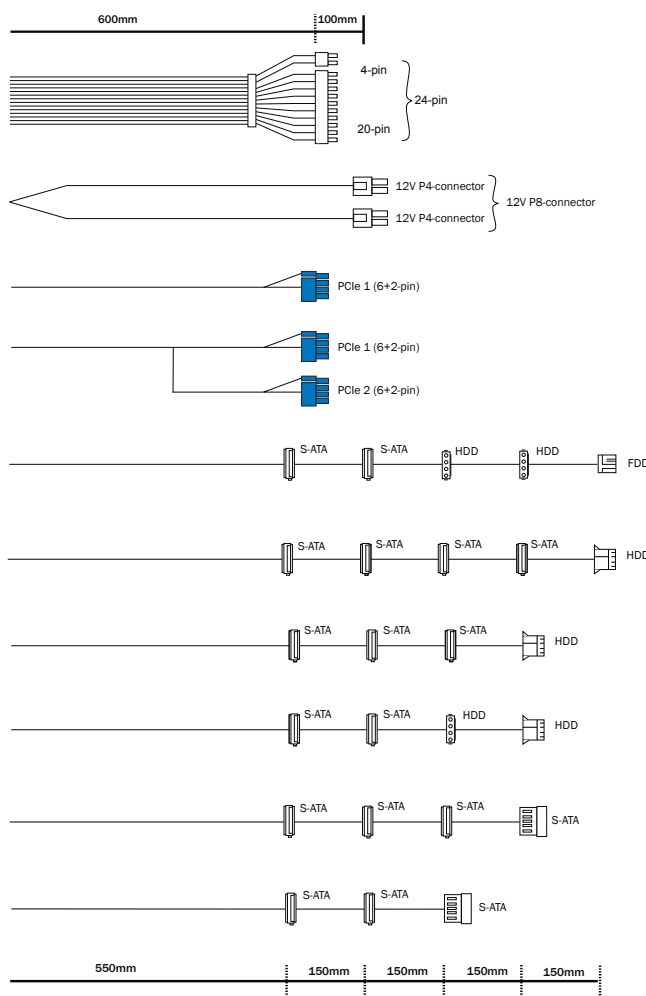 600mm 100mm
4-pin
24-pin
20-pin
12V P4-connector
12V P8-connector
12V P4-connector
PCIe 1 (6+2-pin)
PCIe 1 (6+2-pin)
PCIe 2 (6+2-pin)
S-ATA S-ATA HDD HDD FDD
S-ATA S-ATA S-ATA S-ATA HDD
S-ATA S-ATA S-ATA HDD
S-ATA S-ATA HDD HDD
S-ATA S-ATA S-ATA S-ATA
S-ATA S-ATA S-ATA
550mm 150mm 150mm 150mm 150mm